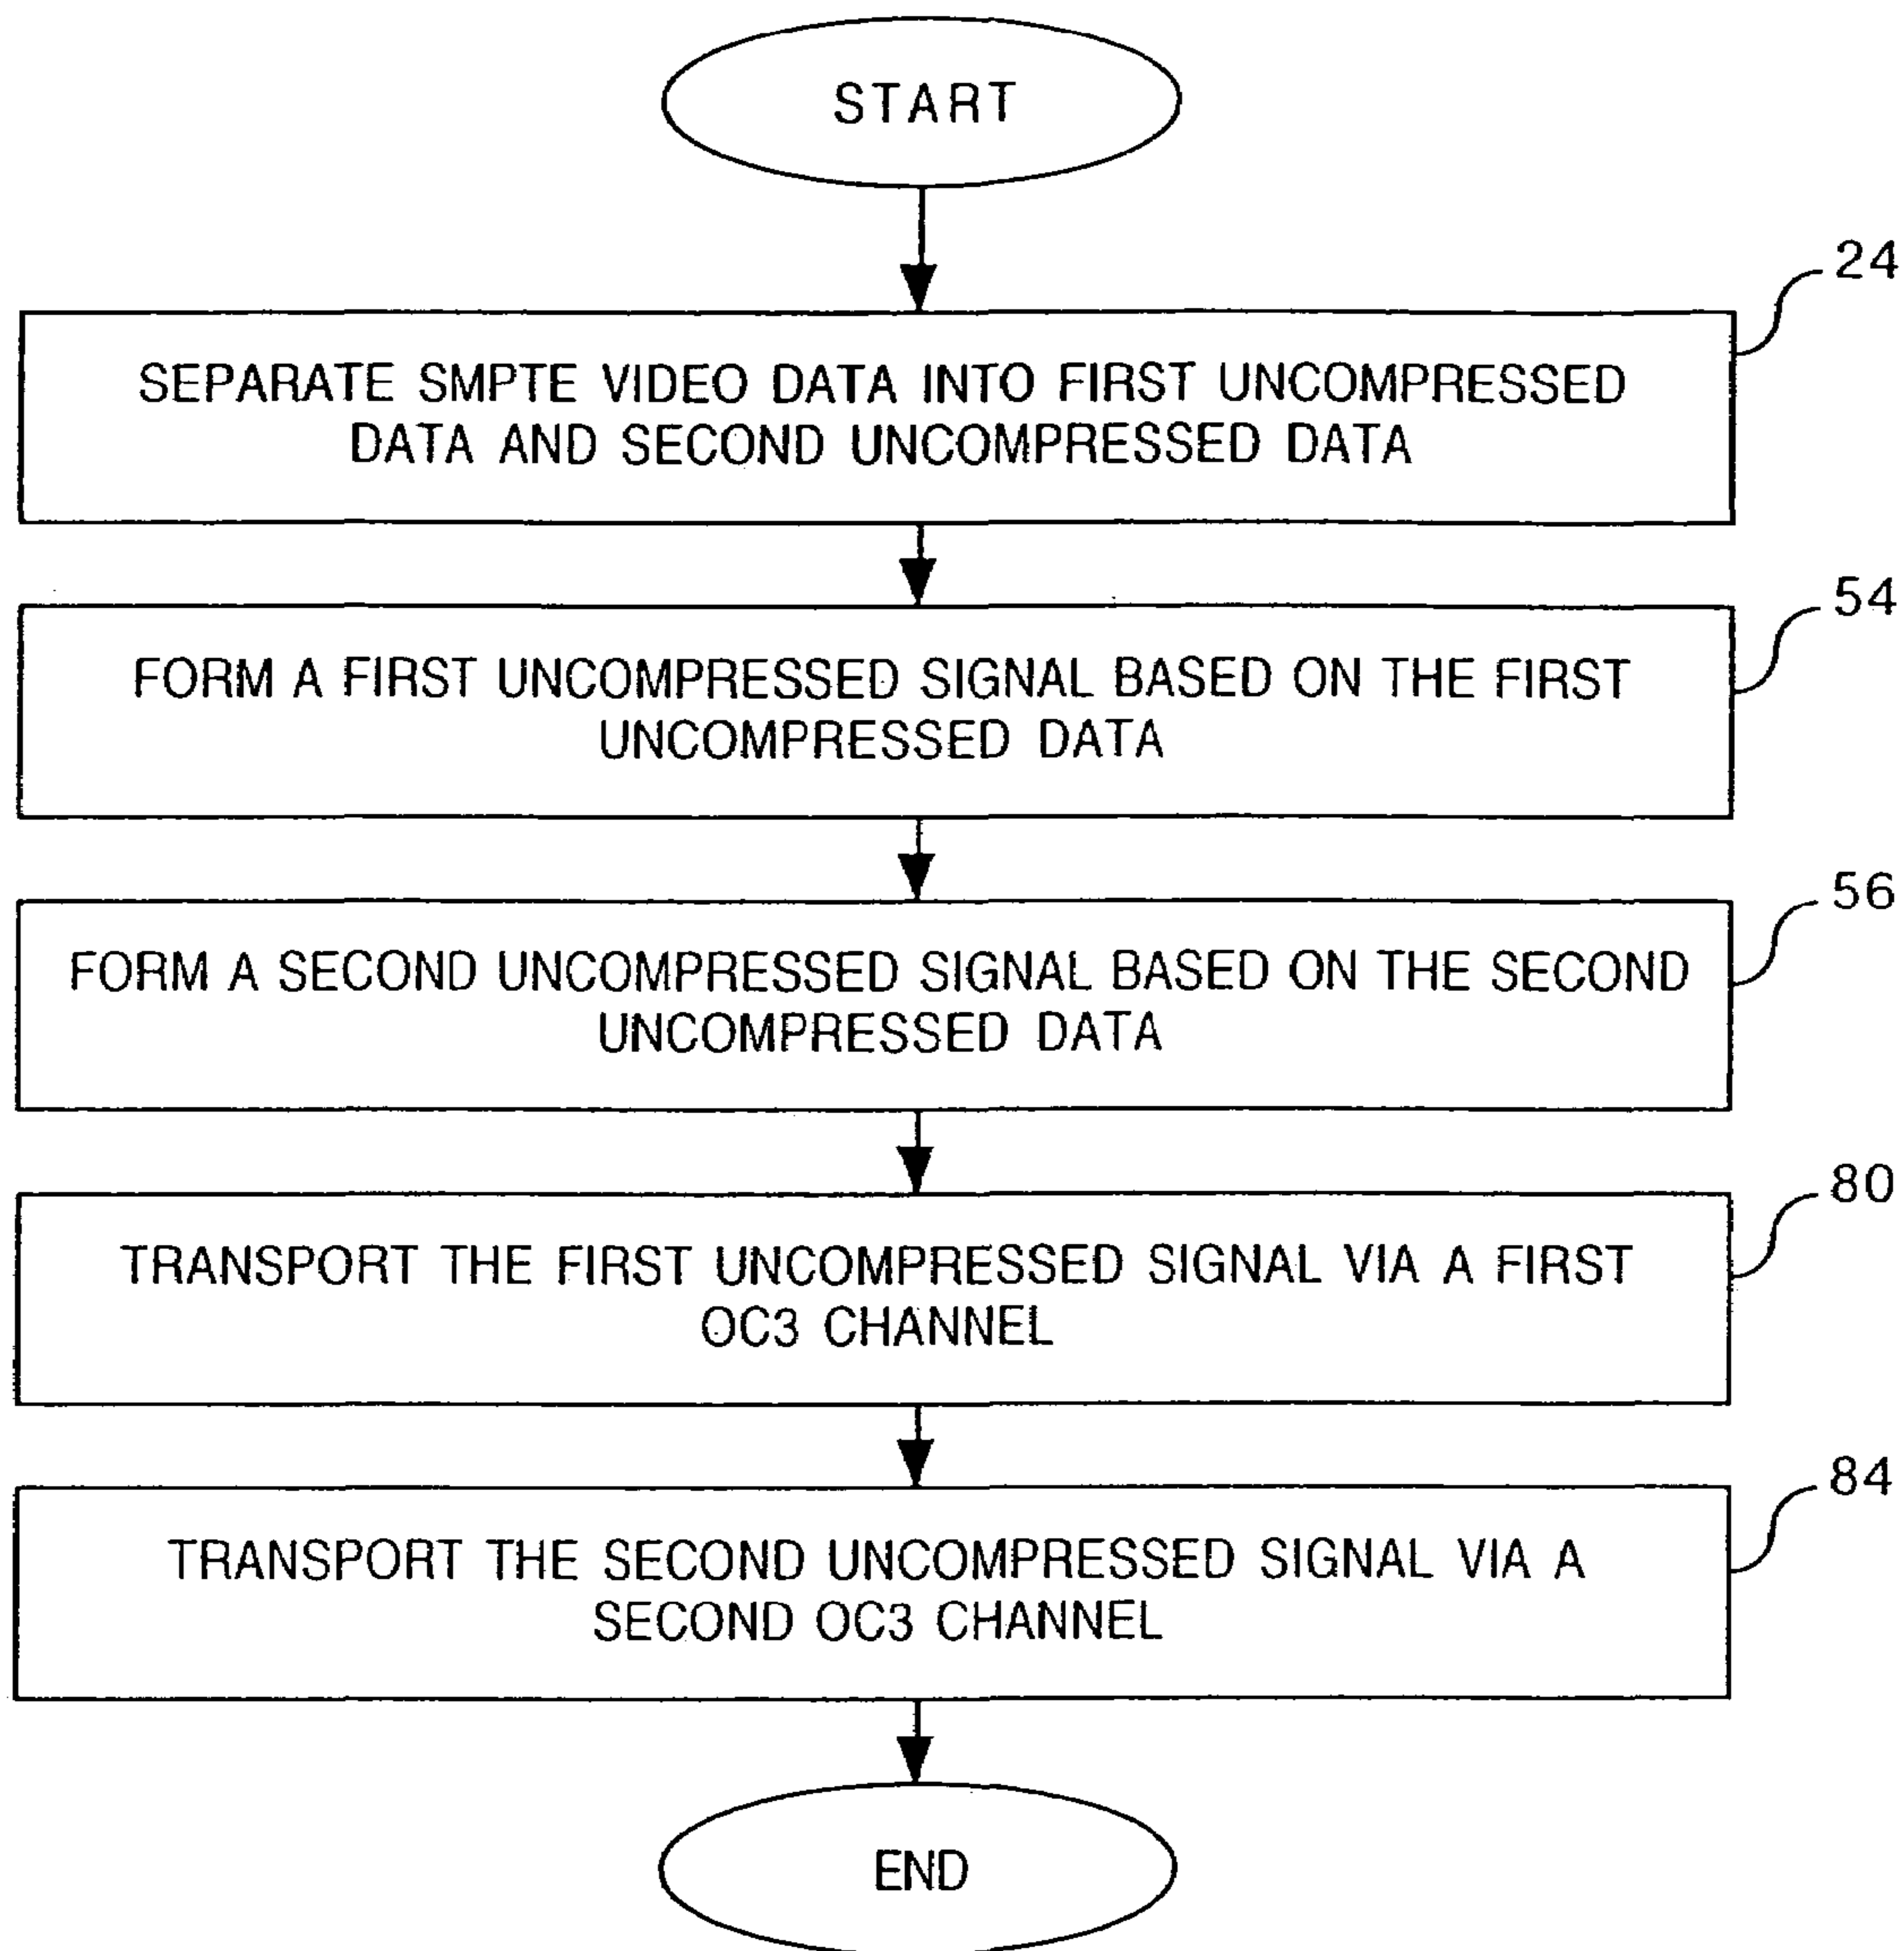 START
24
SEPARATE SMPTE VIDEO DATA INTO FIRST UNCOMPRESSED
DATA AND SECOND UNCOMPRESSED DATA
54
FORM A FIRST UNCOMPRESSED SIGNAL BASED ON THE FIRST
UNCOMPRESSED DATA
56
FORM A SECOND UNCOMPRESSED SIGNAL BASED ON THE SECOND
UNCOMPRESSED DATA
80
TRANSPORT THE FIRST UNCOMPRESSED SIGNAL VIA A FIRST
OC3 CHANNEL
84
TRANSPORT THE SECOND UNCOMPRESSED SIGNAL VIA A
SECOND OC3 CHANNEL
END